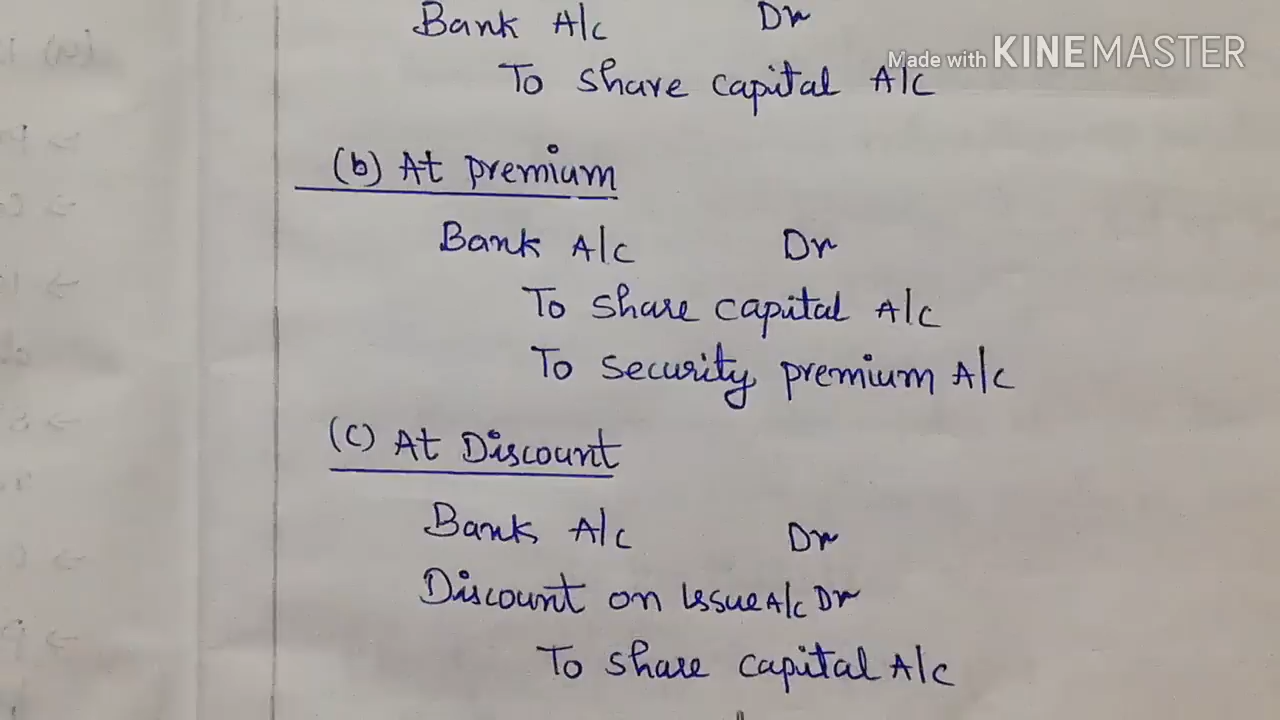 Bank A/c Dr
Made with KINEMASTER
To share capital A/c
(b) At premium
Bank A/c Dr
To share capital A/c
To security premium A/c
(c) At Discount
Bank A/c Dr
Discount on Issue A/c Dr
To share capital A/c